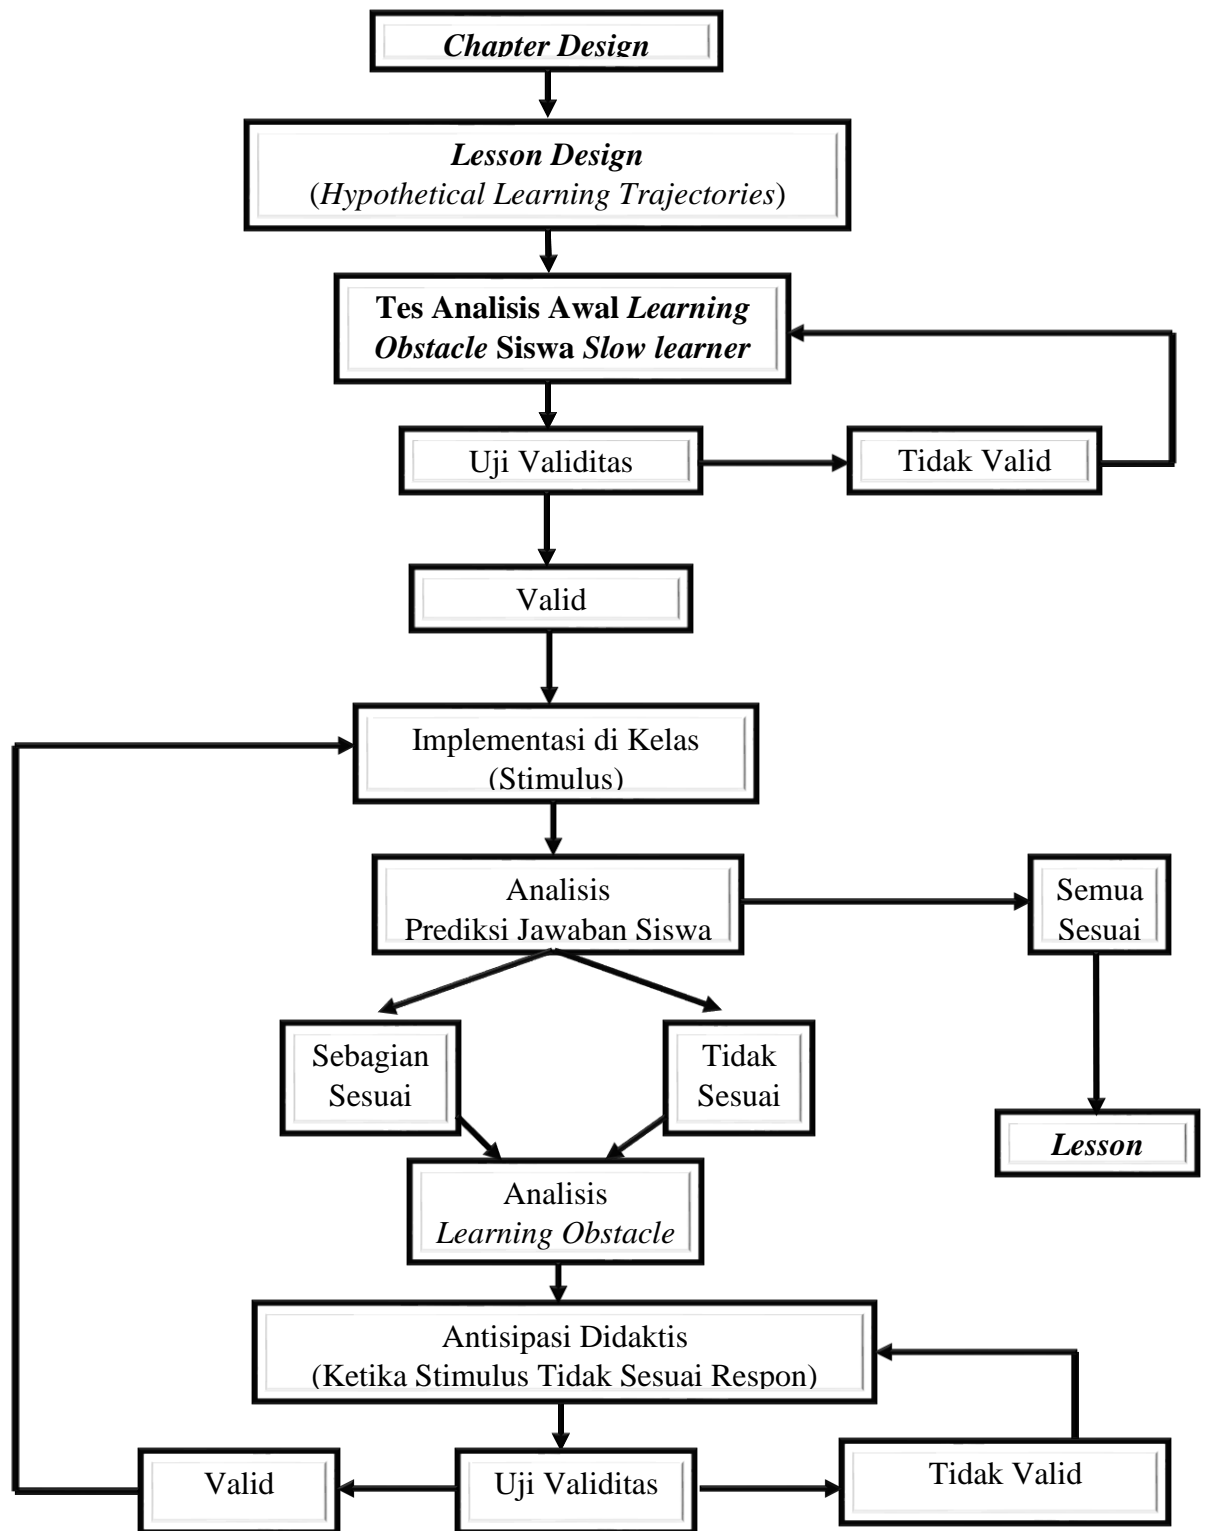 Chapter Design
Lesson Design
(Hypothetical Learning Trajectories)
Tes Analisis Awal Learning
Obstacle Siswa Slow learner
Uji Validitas
Tidak Valid
Valid
Implementasi di Kelas
(Stimulus)
Analisis
Prediksi Jawaban Siswa
Semua
Sesuai
Sebagian
Sesuai
Tidak
Sesuai
Lesson
Analisis
Learning Obstacle
Antisipasi Didaktis
(Ketika Stimulus Tidak Sesuai Respon)
Valid
Uji Validitas
Tidak Valid